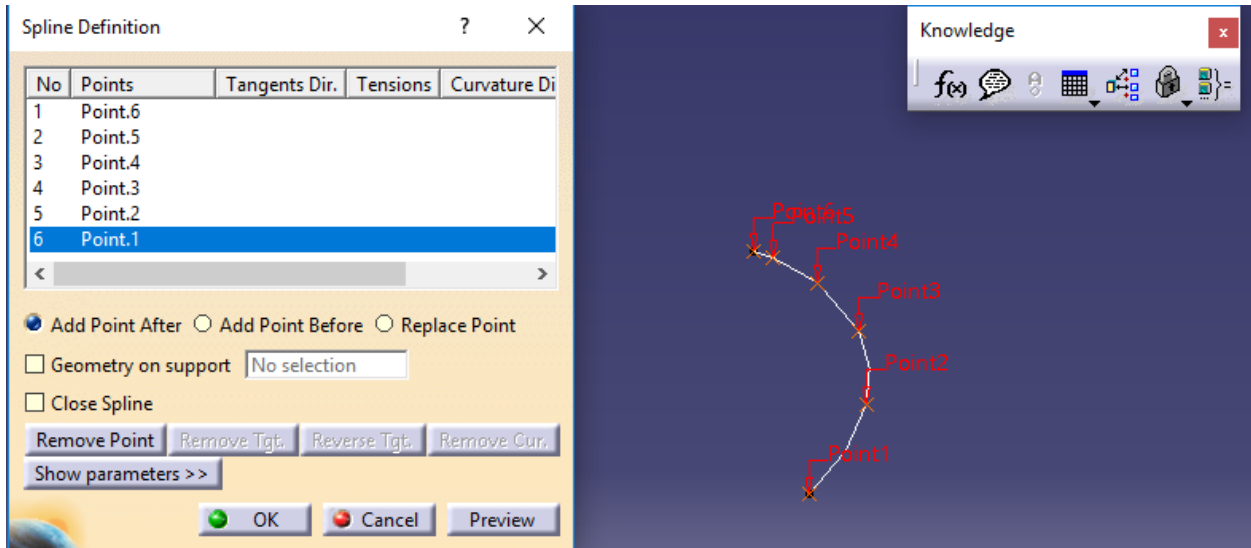 Spline Definition ? ×
No Points Tangents Dir. Tensions Curvature Di
1 Point.6
2 Point.5
3 Point.4
4 Point.3
5 Point.2
6 Point.1
Add Point After Add Point Before Replace Point
Geometry on support No selection
Close Spline
Remove Point Remove Tgt. Reverse Tgt. Remove Cur.
Show parameters >>
OK Cancel Preview
Knowledge x
f(x)
Point6
Point5
Point4
Point3
Point2
Point1